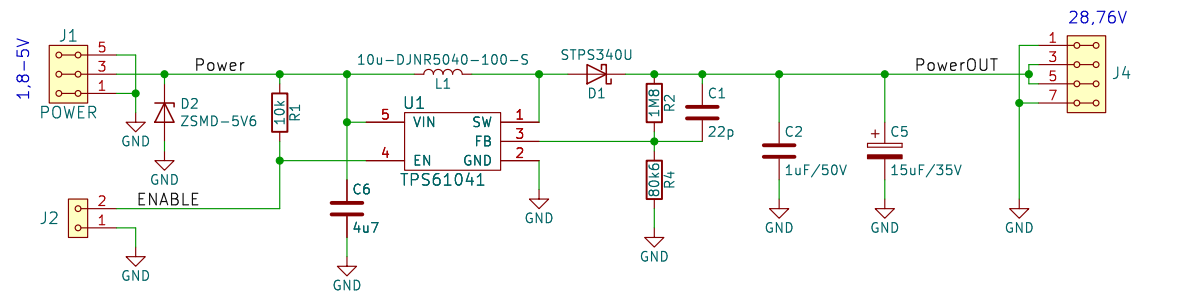 28,76V
J1
1,8-5V
5
3
1
POWER
Power
10u-DJNR5040-100-S
L1
STPS340U
D1
PowerOUT
1
3
5
7
J4
D2
ZSMD-5V6
GND
GND
10k
R1
U1
5
VIN
SW
1
FB
3
4
EN
GND
2
TPS61041
1M8
R2
C1
22p
80k6
R4
C2
1uF/50V
+
C5
15uF/35V
J2
2
1
ENABLE
GND
C6
4u7
GND
GND
GND
GND
GND
GND